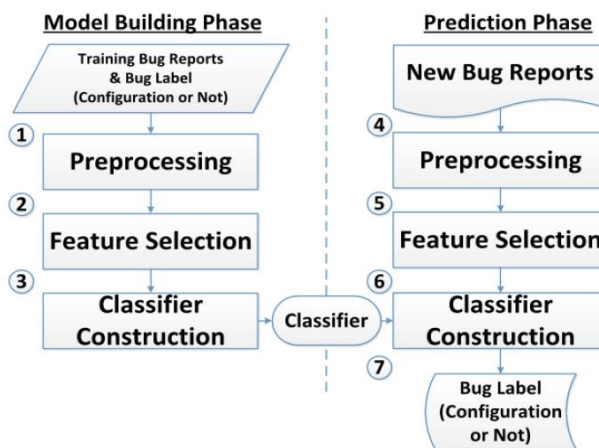 Model Building Phase
Training Bug Reports
& Bug Label
(Configuration or Not)
1
Preprocessing
2
Feature Selection
3
Classifier
Construction
Classifier
Prediction Phase
New Bug Reports
4
Preprocessing
5
Feature Selection
6
Classifier
Construction
7
Bug Label
(Configuration
or Not)